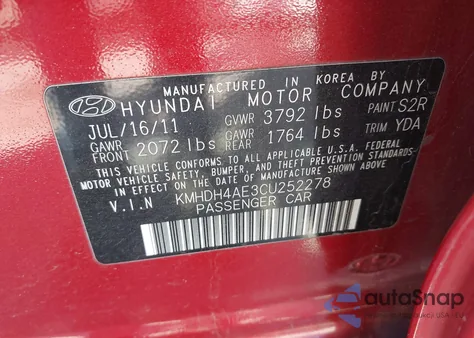 MANUFACTURED IN KOREA BY
HYUNDAI MOTOR COMPANY
JUL/16/11 GVWR 3792 lbs PAINT S2R
GAWR FRONT 2072 lbs GAWR REAR 1764 lbs TRIM YDA
THIS VEHICLE CONFORMS TO ALL APPLICABLE U.S.A. FEDERAL
MOTOR VEHICLE SAFETY, BUMPER, AND THEFT PREVENTION
STANDARDS IN EFFECT ON THE DATE OF MANUFACTURE SHOWN ABOVE.
V.I.N KMHDH4AE3CU252278
PASSENGER CAR
autoSnap